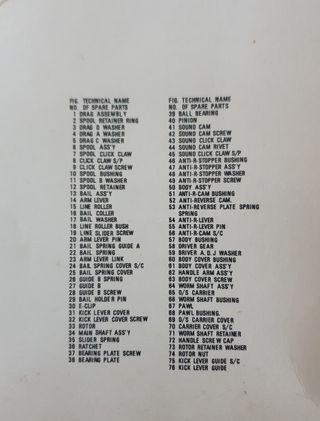 FIG. TECHNICAL NAME
NO. OF SPARE PARTS
1 DRAG ASSEMBLY
2 SPOOL RETAINER RING
3 DRAG D WASHER
4 DRAG A WASHER
5 DRAG C WASHER
6 SPOOL ASS'Y
7 SPOOL CLICK CLAW
8 CLICK CLAW S/P
9 CLICK CLAW SCREW
10 SPOOL BUSHING
11 SPOOL B WASHER
12 SPOOL RETAINER
13 BAIL ASS'Y
14 ARM LEVER
15 LINE ROLLER
16 BAIL COLLER
17 BAIL WASHER
18 LINE ROLLER BUSH
19 LINE SLIDER SCREW
20 ARM LEVER PIN
21 BAIL SPRING GUIDE A
22 BAIL SPRING
23 ARM LEVER LINK
24 BAIL SPRING COVER S/C
25 BAIL SPRING COVER
26 GUIDE B SPRING
27 GUIDE B
28 GUIDE B SCREW
29 BAIL HOLDER PIN
30 E-CLIP
31 KICK LEVER COVER
32 KICK LEVER COVER SCREW
33 ROTOR
34 MAIN SHAFT ASS'Y
35 SLIDER SPRING
36 RATCHET
37 BEARING PLATE SCREW
38 BEARING PLATE
FIG. TECHNICAL NAME
NO. OF SPARE PARTS
39 BALL BEARING
40 PINION
41 SOUND CAM
42 SOUND CAM SCREW
43 SOUND CLICK CLAW
44 SOUND CAM RIVET
45 SOUND CLICK CLAW S/P
46 ANTI-R-STOPPER BUSHING
47 ANTI-R-STOPPER ASS'Y
48 ANTI-R-STOPPER WASHER
49 ANTI-R-STOPPER SCREW
50 BODY ASS'Y
51 ANTI-R-CAM BUSHING
52 ANTI-REVERSE CAM.
53 ANTI-REVERSE PLATE SPRING
SPRING
54 ANTI-R-LEVER
55 ANTI-R-LEVER PIN
56 ANTI-R-CAM S/C
57 BODY BUSHING
58 DRIVER GEAR
59 DRIVER A.D.J WASHER
60 BODY COVER BUSHING
61 BODY COVER ASS'Y
62 HANDLE ARM ASS'Y
63 BODY COVER SCREW
64 WORM SHAFT ASS'Y
65 O/S CARRIER
66 WORM SHAFT BUSHING
67 PAWL
68 PAWL BUSHING.
69 O/S CARRIER COVER
70 CARRIER COVER S/C
71 WORM SHAFT RETAINER
72 HANDLE SCREW CAP
73 ROTOR RETAINER WASHER
74 ROTOR NUT
75 KICK LEVER GUIDE S/C
76 KICK LEVER GUIDE